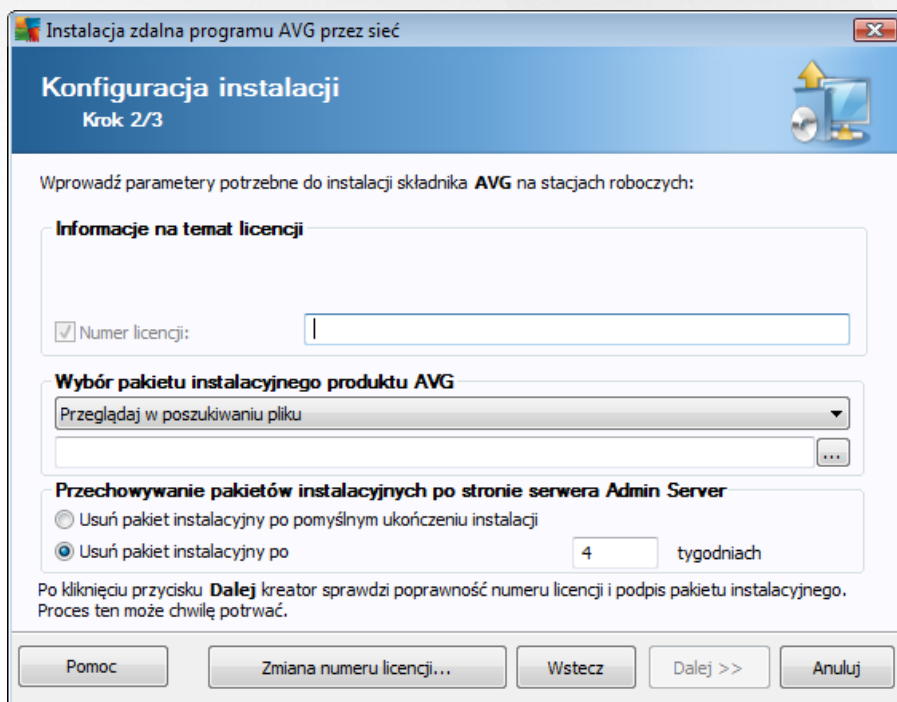 Instalacja zdalna programu AVG przez sieć
Konfiguracja instalacji
Krok 2/3
Wprowadź parametery potrzebne do instalacji składnika AVG na stacjach roboczych:
Informacje na temat licencji
Numer licencji:
Wybór pakietu instalacyjnego produktu AVG
Przeglądaj w poszukiwaniu pliku
...
Przechowywanie pakietów instalacyjnych po stronie serwera Admin Server
Usuń pakiet instalacyjny po pomyślnym ukończeniu instalacji
Usuń pakiet instalacyjny po 4 tygodniach
Po kliknięciu przycisku Dalej kreator sprawdzi poprawność numeru licencji i podpis pakietu instalacyjnego.
Proces ten może chwilę potrwać.
Pomoc Zmiana numeru licencji... Wstecz Dalej >> Anuluj